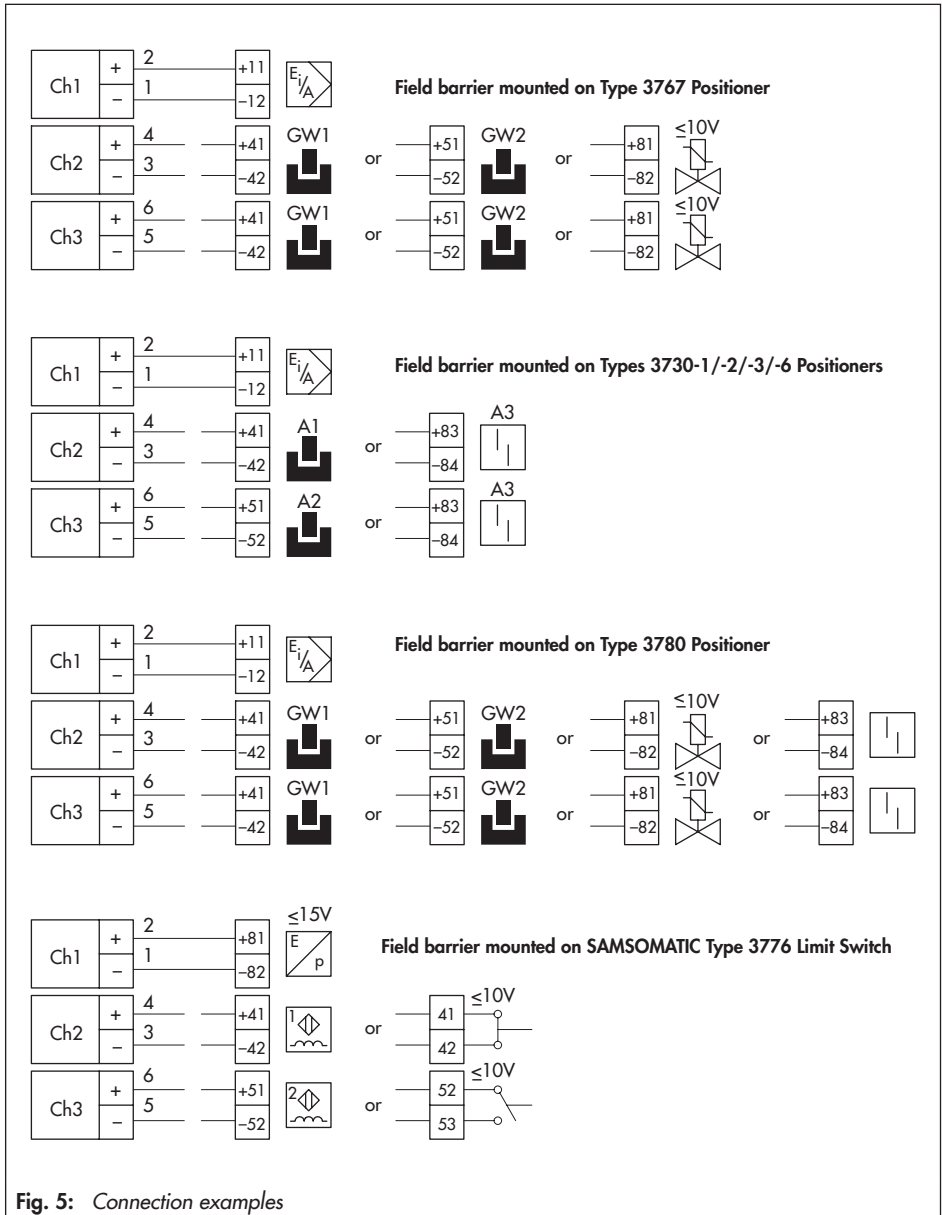 Field barrier mounted on Type 3767 Positioner
Ch1 + 2 +11 Ei/A
− 1 −12
Ch2 + 4 +41 GW1 or +51 GW2 or +81 ≤10V
− 3 −42 −52 −82
Ch3 + 6 +41 GW1 or +51 GW2 or +81 ≤10V
− 5 −42 −52 −82
Field barrier mounted on Types 3730-1/-2/-3/-6 Positioners
Ch1 + 2 +11 Ei/A
− 1 −12
Ch2 + 4 +41 A1 or +83 A3
− 3 −42 −84
Ch3 + 6 +51 A2 or +83 A3
− 5 −52 −84
Field barrier mounted on Type 3780 Positioner
Ch1 + 2 +11 Ei/A
− 1 −12
Ch2 + 4 +41 GW1 or +51 GW2 or +81 ≤10V or +83
− 3 −42 −52 −82 −84
Ch3 + 6 +41 GW1 or +51 GW2 or +81 ≤10V or +83
− 5 −42 −52 −82 −84
Field barrier mounted on SAMSOMATIC Type 3776 Limit Switch
Ch1 + 2 +81 ≤15V E/p
− 1 −82
Ch2 + 4 +41 1 or 41 ≤10V
− 3 −42 42
Ch3 + 6 +51 2 or 52 ≤10V
− 5 −52 53
Fig. 5: Connection examples